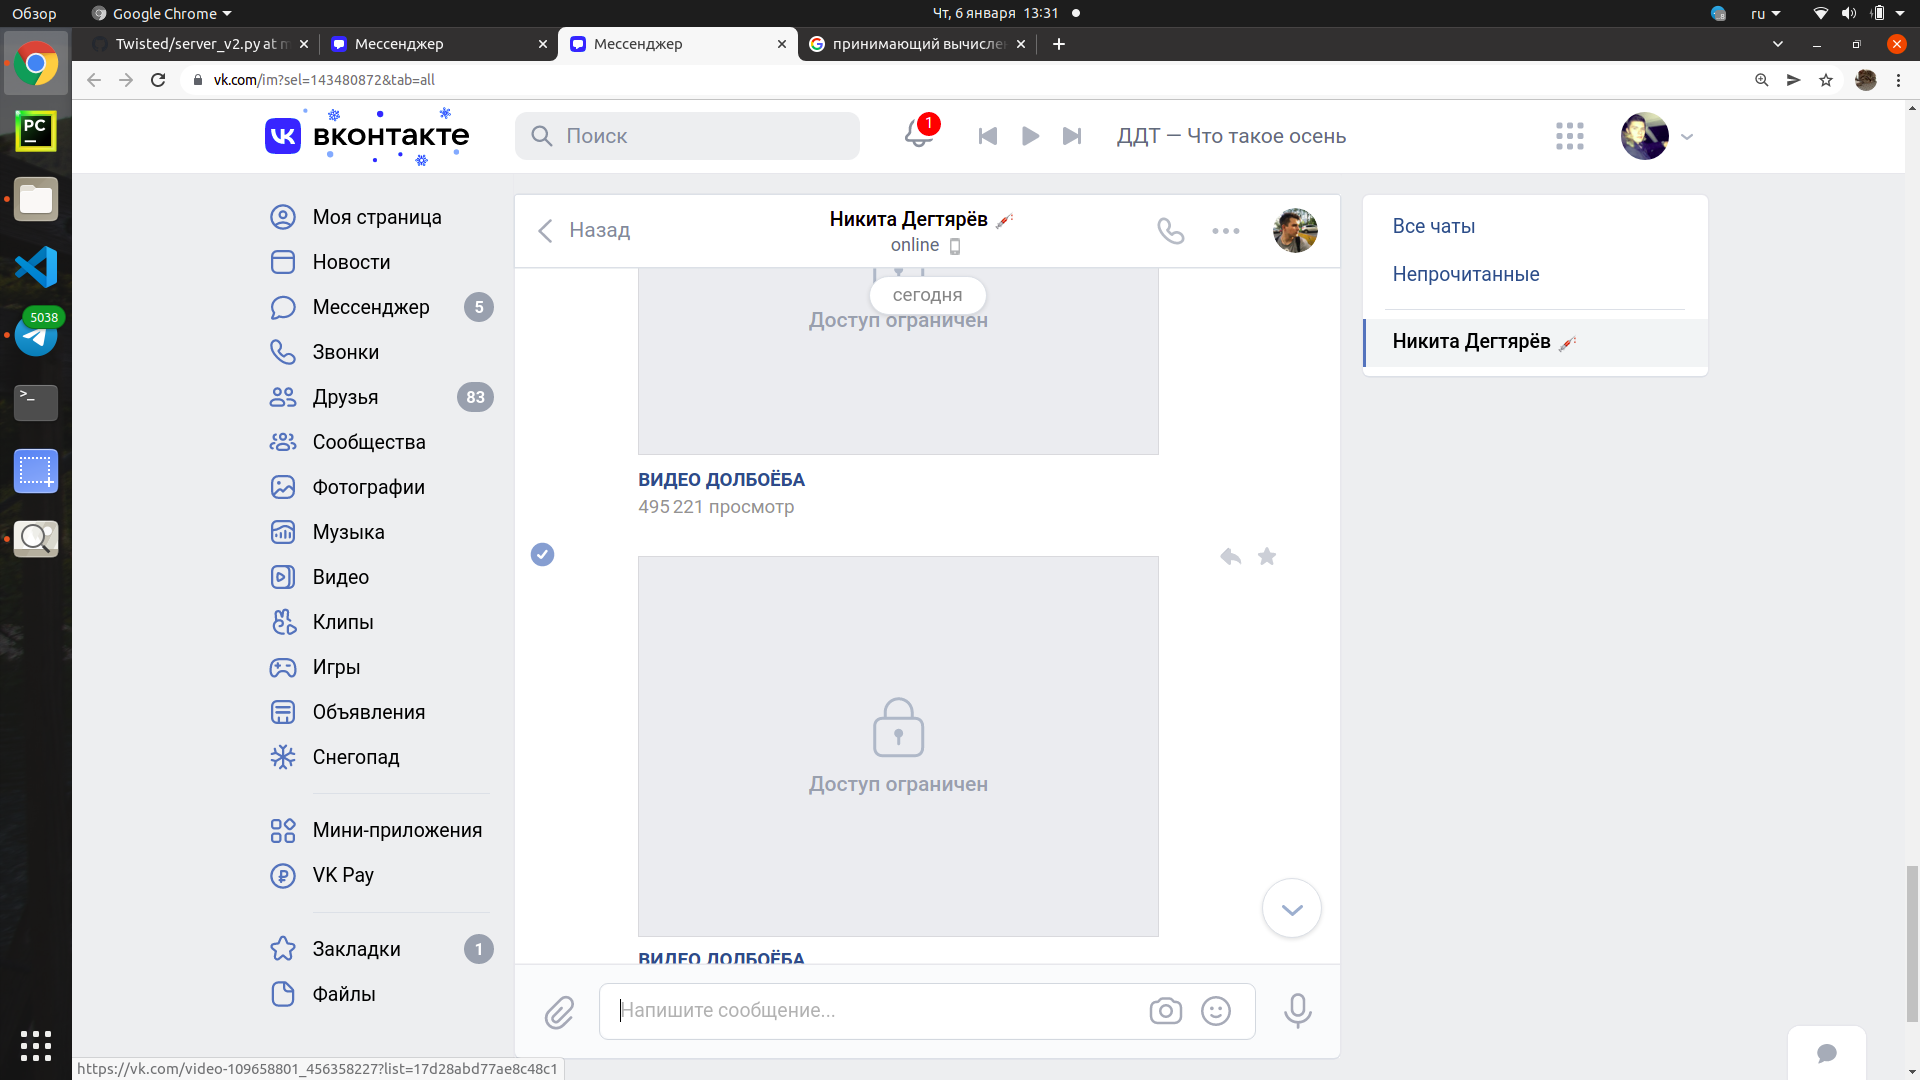 Обзор
Google Chrome
Чт, 6 января 13:31
ru
Twisted/server_v2.py at m
Мессенджер
Мессенджер
принимающий вычисле
vk.com/im?sel=143480872&tab=all
вконтакте
Поиск
1
ДДТ — Что такое осень
PC
5038
>_
Моя страница
Новости
Мессенджер
5
Звонки
Друзья
83
Сообщества
Фотографии
Музыка
Видео
Клипы
Игры
Объявления
Снегопад
Мини-приложения
VK Pay
Закладки
1
Файлы
Назад
Никита Дегтярёв
online
сегодня
Доступ ограничен
ВИДЕО ДОЛБОЁБА
495 221 просмотр
Доступ ограничен
ВИДЕО ДОЛБОЁБА
Напишите сообщение...
Все чаты
Непрочитанные
Никита Дегтярёв
https://vk.com/video-109658801_456358227?list=17d28abd77ae8c48c1